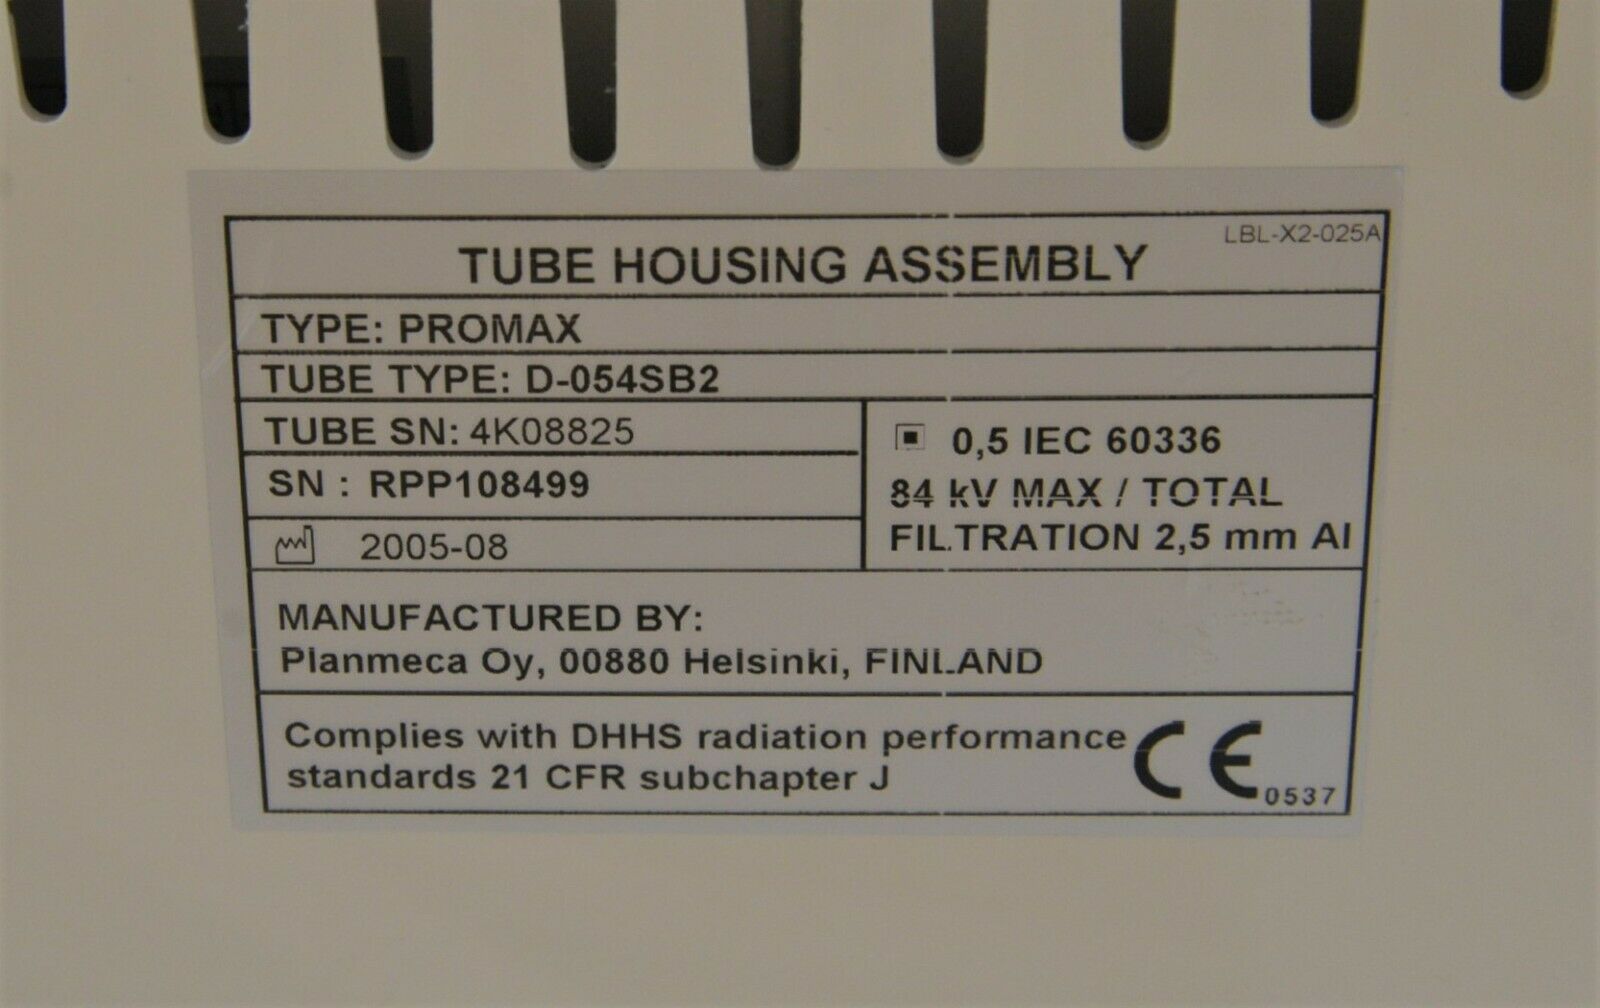 LBL-X2-025A
TUBE HOUSING ASSEMBLY
TYPE: PROMAX
TUBE TYPE: D-054SB2
TUBE SN: 4K08825
SN : RPP108499
2005-08
0,5 IEC 60336
84 kV MAX / TOTAL
FILTRATION 2,5 mm Al
MANUFACTURED BY:
Planmeca Oy, 00880 Helsinki, FINLAND
Complies with DHHS radiation performance
standards 21 CFR subchapter J
CE 0537